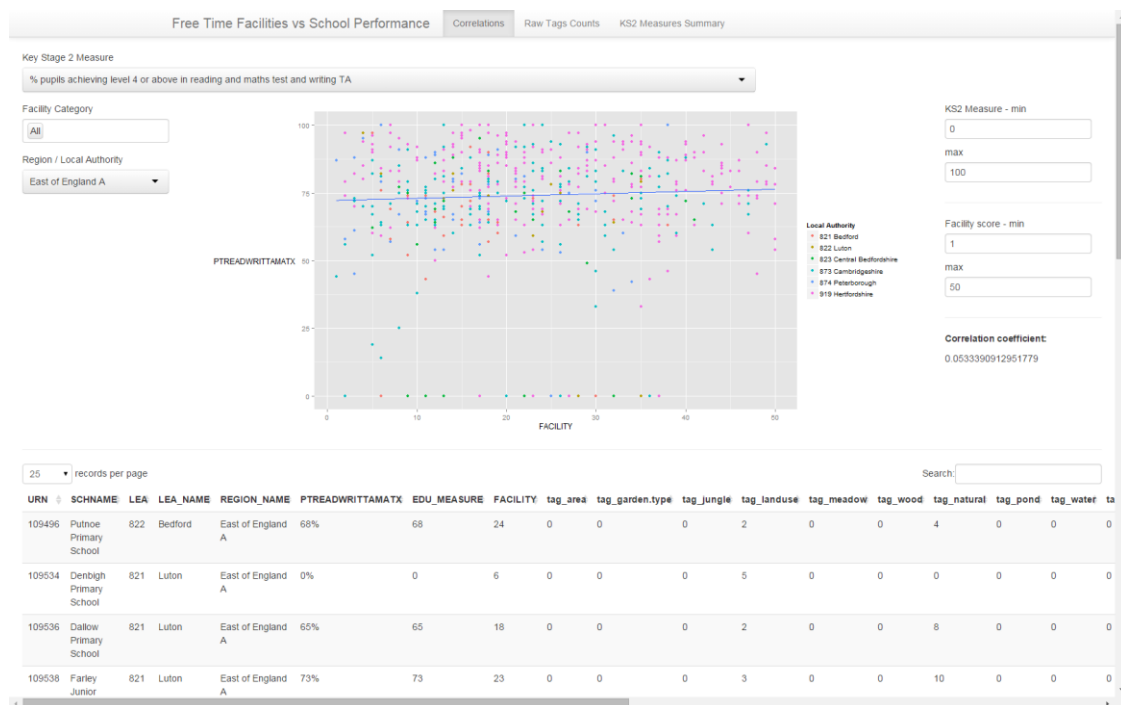 Free Time Facilities vs School Performance Correlations Raw Tags Counts KS2 Measures Summary
Key Stage 2 Measure
% pupils achieving level 4 or above in reading and maths test and writing TA
Facility Category
All
Region / Local Authority
East of England A
100
75
50
25
0
PTREADWRITTAMATX
0 10 20 30 40 50
FACILITY
Local Authority
821 Bedford
822 Luton
823 Central Bedfordshire
873 Cambridgeshire
874 Peterborough
919 Hertfordshire
KS2 Measure - min
0
max
100
Facility score - min
1
max
50
Correlation coefficient:
0.0533390912951779
25 records per page Search:
URN SCHNAME LEA LEA_NAME REGION_NAME PTREADWRITTAMATX EDU_MEASURE FACILITY tag_area tag_garden.type tag_jungle tag_landuse tag_meadow tag_wood tag_natural tag_pond tag_water ta
109496 Putnoe 822 Bedford East of England 68% 68 24 0 0 0 2 0 0 4 0 0 0
Primary A
School
109534 Denbigh 821 Luton East of England 0% 0 6 0 0 0 5 0 0 0 0 0 0
Primary A
School
109536 Dallow 821 Luton East of England 65% 65 18 0 0 0 2 0 0 8 0 0 0
Primary A
School
109538 Farley 821 Luton East of England 73% 73 23 0 0 0 3 0 0 10 0 0 0
Junior A